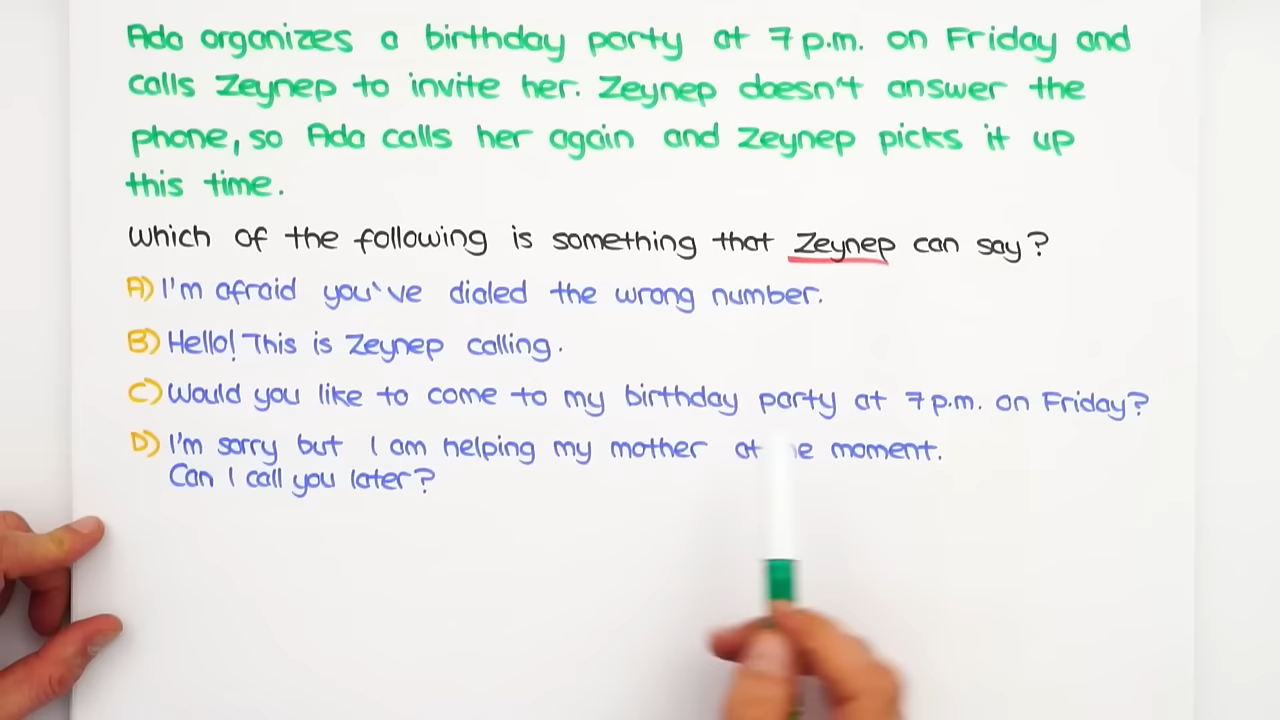 Ada organizes a birthday party at 7 p.m. on Friday and
calls Zeynep to invite her. Zeynep doesn't answer the
phone, so Ada calls her again and Zeynep picks it up
this time.
Which of the following is something that Zeynep can say?
A) I'm afraid you've dialed the wrong number.
B) Hello! This is Zeynep calling.
C) Would you like to come to my birthday party at 7 p.m. on Friday?
D) I'm sorry but I am helping my mother at moment.
Can I call you later?